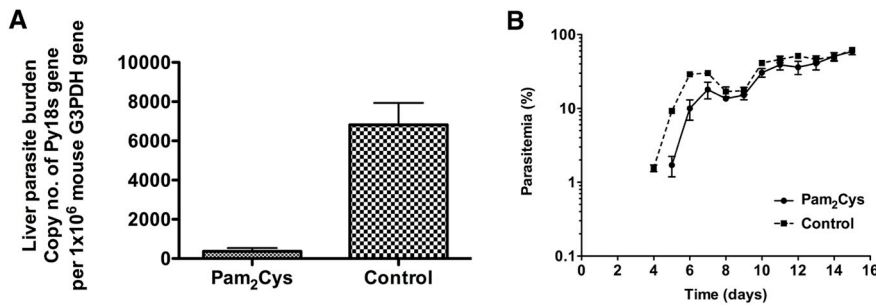 A
Liver parasite burden
Copy no. of Py18s gene
per 1x10⁶ mouse G3PDH gene
10000
8000
6000
4000
2000
0
Pam₂Cys
Control
B
Parasitemia (%)
100
10
1
0.1
0 2 4 6 8 10 12 14 16
Time (days)
Pam₂Cys
Control